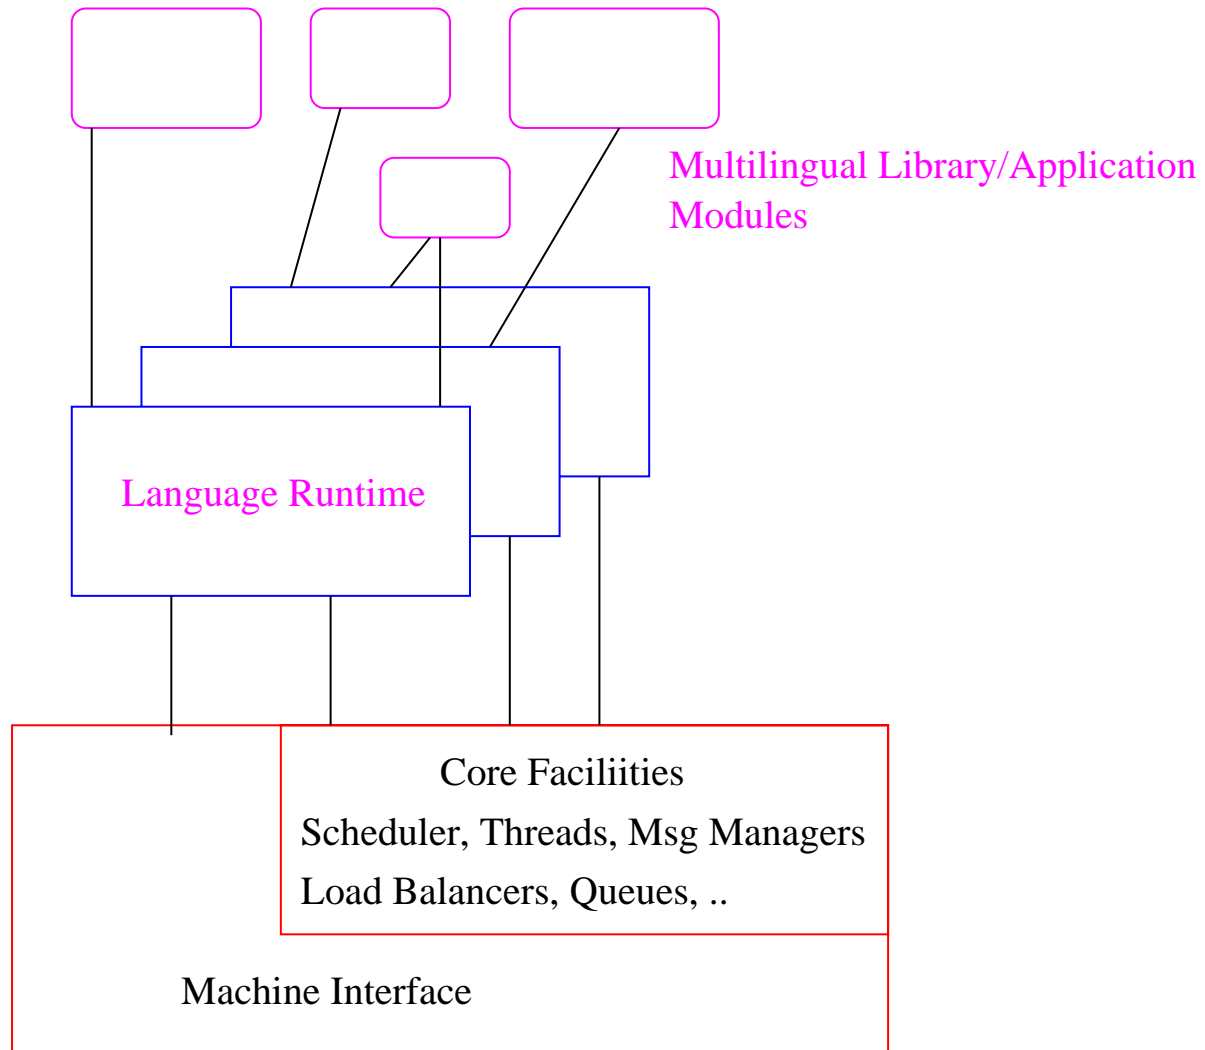 Multilingual Library/Application
Modules
Language Runtime
Core Faciliities
Scheduler, Threads, Msg Managers
Load Balancers, Queues, ..
Machine Interface